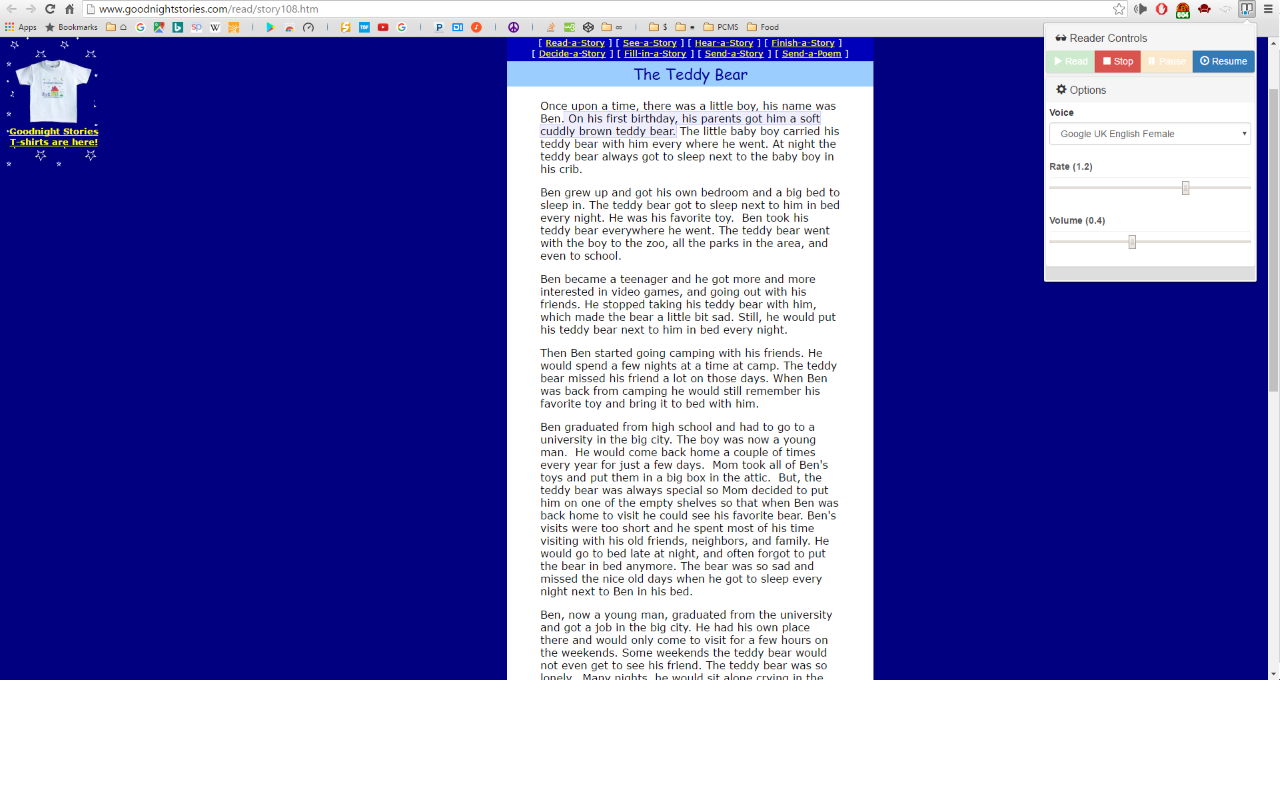 www.goodnightstories.com/read/story108.htm
Apps Bookmarks PCMS Food
604
Goodnight Stories
T-shirts are here!
[ Read-a-Story ] [ See-a-Story ] [ Hear-a-Story ] [ Finish-a-Story ]
[ Decide-a-Story ] [ Fill-in-a-Story ] [ Send-a-Story ] [ Send-a-Poem ]
The Teddy Bear
Once upon a time, there was a little boy, his name was
Ben. On his first birthday, his parents got him a soft
cuddly brown teddy bear. The little baby boy carried his
teddy bear with him every where he went. At night the
teddy bear always got to sleep next to the baby boy in
his crib.
Ben grew up and got his own bedroom and a big bed to
sleep in. The teddy bear got to sleep next to him in bed
every night. He was his favorite toy.  Ben took his
teddy bear everywhere he went. The teddy bear went
with the boy to the zoo, all the parks in the area, and
even to school.
Ben became a teenager and he got more and more
interested in video games, and going out with his
friends. He stopped taking his teddy bear with him,
which made the bear a little bit sad. Still, he would put
his teddy bear next to him in bed every night.
Then Ben started going camping with his friends. He
would spend a few nights at a time at camp. The teddy
bear missed his friend a lot on those days. When Ben
was back from camping he would still remember his
favorite toy and bring it to bed with him.
Ben graduated from high school and had to go to a
university in the big city. The boy was now a young
man.  He would come back home a couple of times
every year for just a few days.  Mom took all of Ben's
toys and put them in a big box in the attic.  But, the
teddy bear was always special so Mom decided to put
him on one of the empty shelves so that when Ben was
back home to visit he could see his favorite bear. Ben's
visits were too short and he spent most of his time
visiting with his old friends, neighbors, and family. He
would go to bed late at night, and often forgot to put
the bear in bed anymore. The bear was so sad and
missed the nice old days when he got to sleep every
night next to Ben in his bed.
Ben, now a young man, graduated from the university
and got a job in the big city. He had his own place
there and would only come to visit for a few hours on
the weekends. Some weekends the teddy bear would
not even get to see his friend. The teddy bear was so
lonely.  Many nights, he would sit alone crying in the
Reader Controls
Read Stop Pause Resume
Options
Voice
Google UK English Female
Rate (1.2)
Volume (0.4)